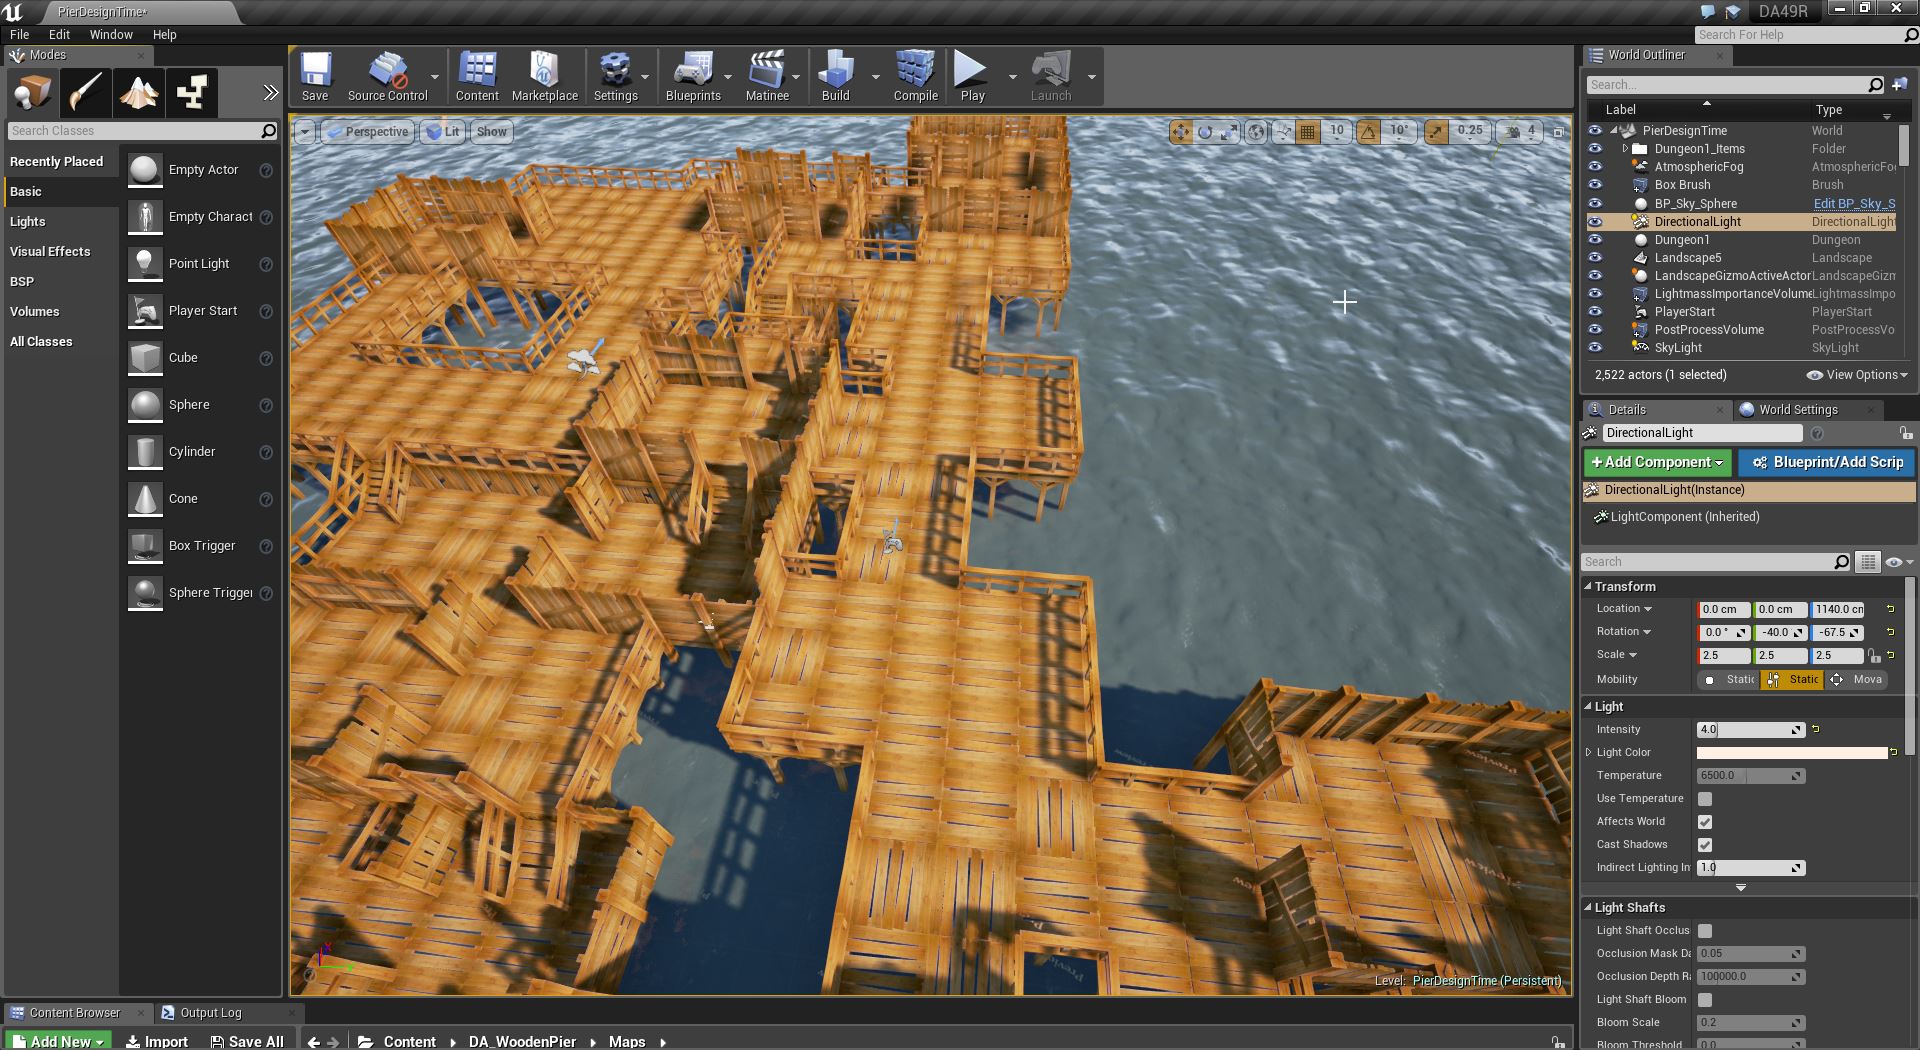 PierDesignTime*
DA49R
File Edit Window Help
Search For Help
Modes
Search Classes
Recently Placed
Basic
Lights
Visual Effects
BSP
Volumes
All Classes
Empty Actor
Empty Charact
Point Light
Player Start
Cube
Sphere
Cylinder
Cone
Box Trigger
Sphere Trigger
Save
Source Control
Content
Marketplace
Settings
Blueprints
Matinee
Build
Compile
Play
Launch
Perspective Lit Show
10 10° 0.25 4
Level: PierDesignTime (Persistent)
World Outliner
Search...
Label Type
PierDesignTime World
Dungeon1_Items Folder
AtmosphericFog AtmosphericFo
Box Brush Brush
BP_Sky_Sphere Edit BP_Sky_S
DirectionalLight DirectionalLight
Dungeon1 Dungeon
Landscape5 Landscape
LandscapeGizmoActiveActor LandscapeGizm
LightmassImportanceVolume LightmassImpo
PlayerStart PlayerStart
PostProcessVolume PostProcessVo
SkyLight SkyLight
2,522 actors (1 selected) View Options
Details World Settings
DirectionalLight
+Add Component Blueprint/Add Scrip
DirectionalLight(Instance)
LightComponent (Inherited)
Search
Transform
Location 0.0 cm 0.0 cm 1140.0 cm
Rotation 0.0 ° -40.0 -67.5
Scale 2.5 2.5 2.5
Mobility Static Static Mova
Light
Intensity 4.0
Light Color
Temperature 6500.0
Use Temperature
Affects World
Cast Shadows
Indirect Lighting In 1.0
Light Shafts
Light Shaft Occlus
Occlusion Mask Da 0.05
Occlusion Depth Ra 100000.0
Light Shaft Bloom
Bloom Scale 0.2
Bloom Threshold 0.0
Content Browser Output Log
Add New Import Save All Content DA_WoodenPier Maps